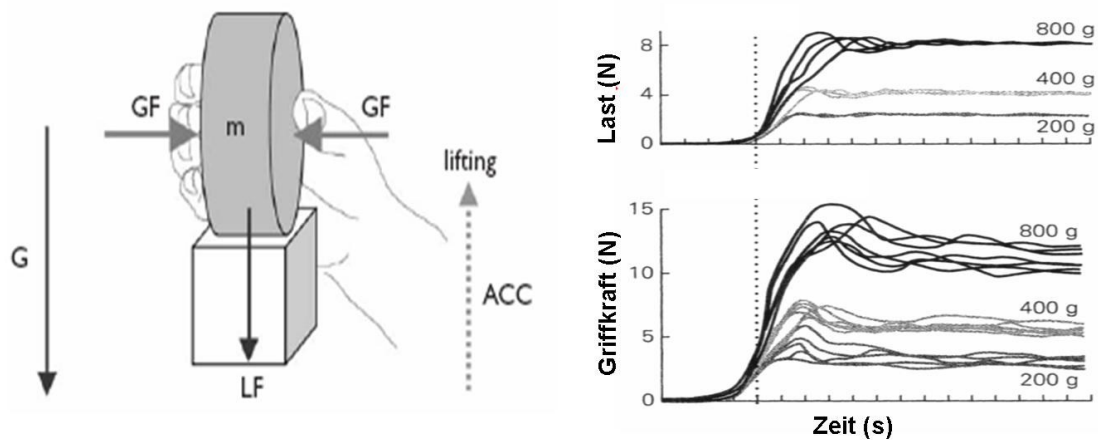 GF
m
GF
lifting
G
ACC
LF
Last (N)
8
4
0
800 g
400 g
200 g
Griffkraft (N)
15
10
5
0
800 g
400 g
200 g
Zeit (s)